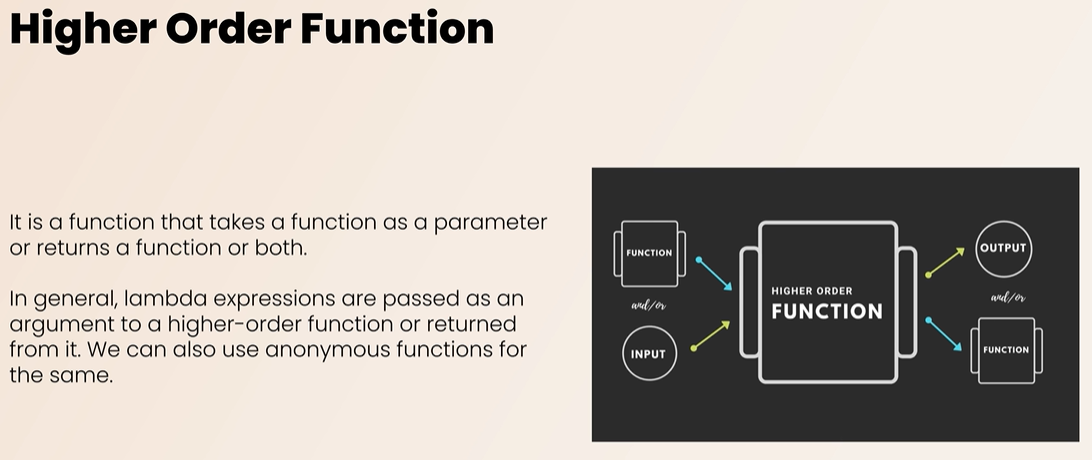 Higher Order Function
It is a function that takes a function as a parameter
or returns a function or both.
In general, lambda expressions are passed as an
argument to a higher-order function or returned
from it. We can also use anonymous functions for
the same.
FUNCTION
and/or
INPUT
HIGHER ORDER
FUNCTION
OUTPUT
and/or
FUNCTION